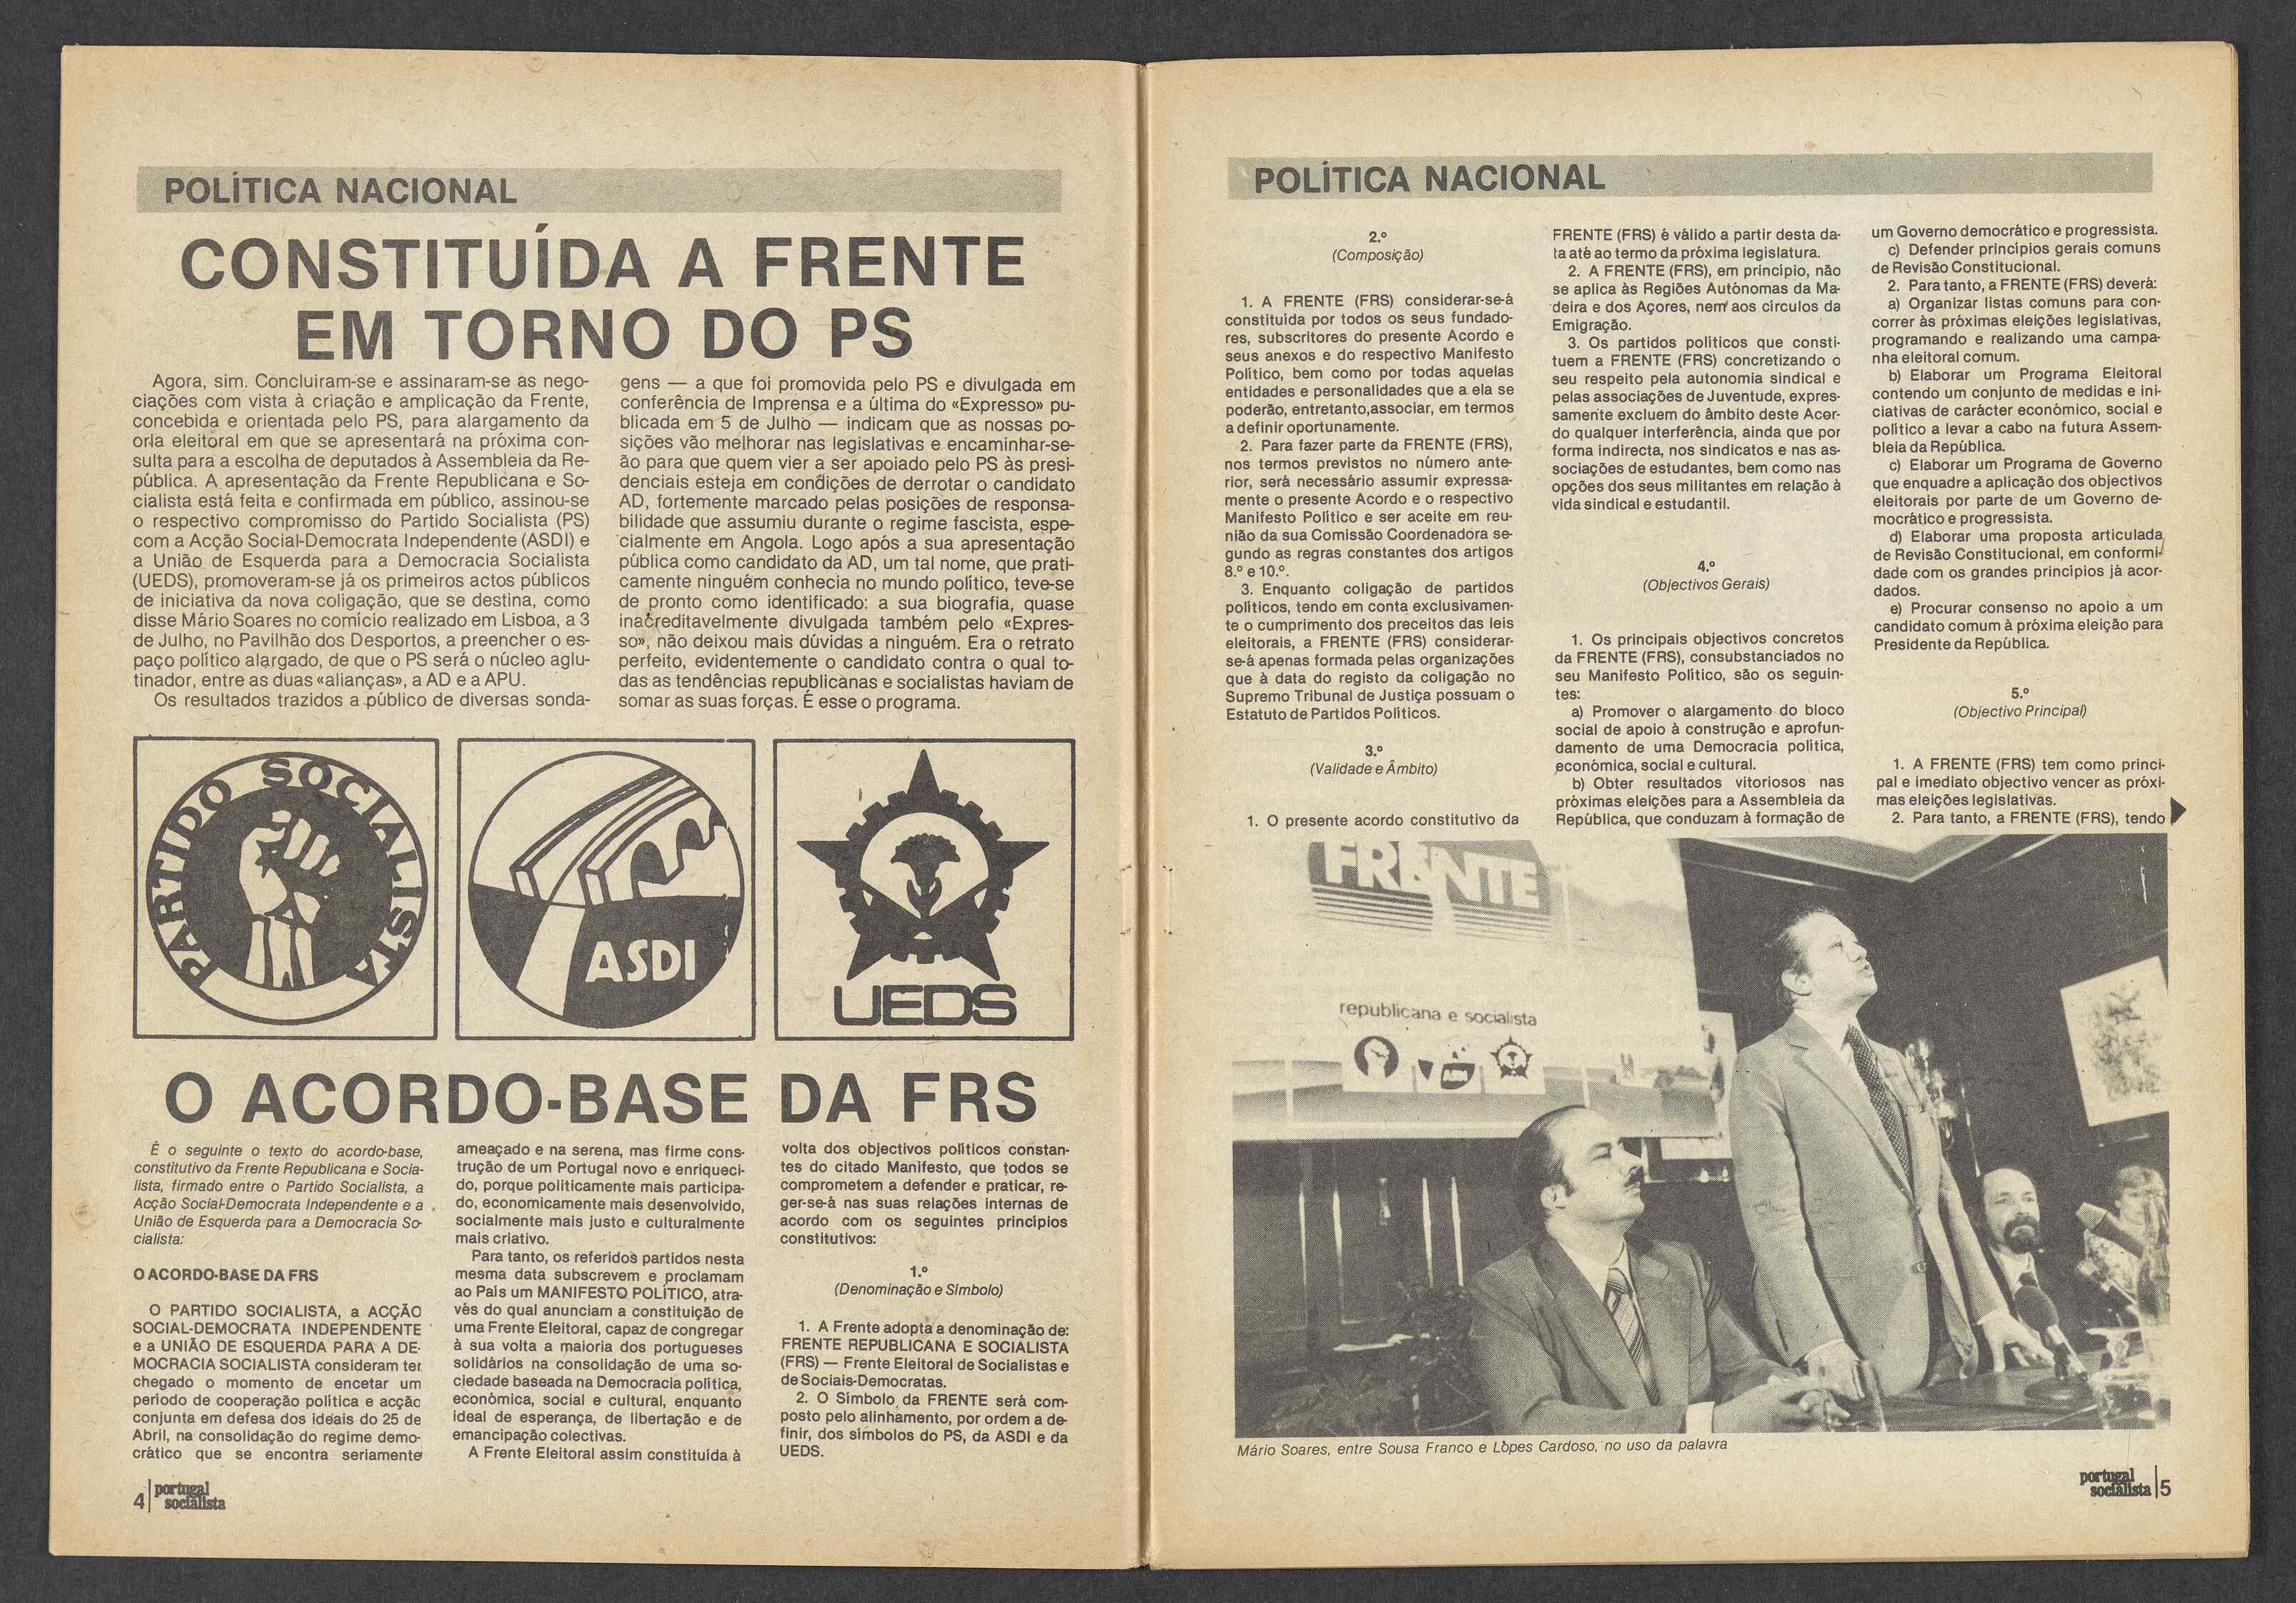 POLÍTICA NACIONAL
CONSTITUÍDA A FRENTE
EM TORNO DO PS
Agora, sim. Concluiram-se e assinaram-se as nego-
ciações com vista à criação e amplicação da Frente,
concebida e orientada pelo PS, para alargamento da
orla eleitoral em que se apresentará na próxima con-
sulta para a escolha de deputados à Assembleia da Re-
pública. A apresentação da Frente Republicana e So-
cialista está feita e confirmada em público, assinou-se
o respectivo compromisso do Partido Socialista (PS)
com a Acção Social-Democrata Independente (ASDI) e
a União de Esquerda para a Democracia Socialista
(UEDS), promoveram-se já os primeiros actos públicos
de iniciativa da nova coligação, que se destina, como
disse Mário Soares no comício realizado em Lisboa, a 3
de Julho, no Pavilhão dos Desportos, a preencher o es-
paço político alargado, de que o PS será o núcleo aglu-
tinador, entre as duas «alianças», a AD e a APU.
Os resultados trazidos a público de diversas sonda-
gens — a que foi promovida pelo PS e divulgada em
conferência de Imprensa e a última do «Expresso» pu-
blicada em 5 de Julho — indicam que as nossas po-
sições vão melhorar nas legislativas e encaminhar-se-
ão para que quem vier a ser apoiado pelo PS às presi-
denciais esteja em condições de derrotar o candidato
AD, fortemente marcado pelas posições de responsa-
bilidade que assumiu durante o regime fascista, espe-
cialmente em Angola. Logo após a sua apresentação
pública como candidato da AD, um tal nome, que prati-
camente ninguém conhecia no mundo político, teve-se
de pronto como identificado: a sua biografia, quase
inacreditavelmente divulgada também pelo «Expres-
so», não deixou mais dúvidas a ninguém. Era o retrato
perfeito, evidentemente o candidato contra o qual to-
das as tendências republicanas e socialistas haviam de
somar as suas forças. É esse o programa.
PARTIDO SOCIALISTA
ASDI
UEDS
O ACORDO-BASE DA FRS
É o seguinte o texto do acordo-base,
constitutivo da Frente Republicana e Socia-
lista, firmado entre o Partido Socialista, a
Acção Social-Democrata Independente e a
União de Esquerda para a Democracia So-
cialista:
O ACORDO-BASE DA FRS
O PARTIDO SOCIALISTA, a ACÇÃO
SOCIAL-DEMOCRATA INDEPENDENTE
e a UNIÃO DE ESQUERDA PARA A DE-
MOCRACIA SOCIALISTA consideram ter
chegado o momento de encetar um
período de cooperação política e acção
conjunta em defesa dos ideais do 25 de
Abril, na consolidação do regime demo-
crático que se encontra seriamente
ameaçado e na serena, mas firme cons-
trução de um Portugal novo e enriqueci-
do, porque politicamente mais participa-
do, economicamente mais desenvolvido,
socialmente mais justo e culturalmente
mais criativo.
Para tanto, os referidos partidos nesta
mesma data subscrevem e proclamam
ao País um MANIFESTO POLÍTICO, atra-
vés do qual anunciam a constituição de
uma Frente Eleitoral, capaz de congregar
à sua volta a maioria dos portugueses
solidários na consolidação de uma so-
ciedade baseada na Democracia política,
económica, social e cultural, enquanto
ideal de esperança, de libertação e de
emancipação colectivas.
A Frente Eleitoral assim constituída à
volta dos objectivos políticos constan-
tes do citado Manifesto, que todos se
comprometem a defender e praticar, re-
ger-se-á nas suas relações internas de
acordo com os seguintes princípios
constitutivos:
1.º
(Denominação e Símbolo)
1. A Frente adopta a denominação de:
FRENTE REPUBLICANA E SOCIALISTA
(FRS) — Frente Eleitoral de Socialistas e
de Sociais-Democratas.
2. O Símbolo da FRENTE será com-
posto pelo alinhamento, por ordem a de-
finir, dos símbolos do PS, da ASDI e da
UEDS.
4 portugal
socialista
POLÍTICA NACIONAL
2.º
(Composição)
1. A FRENTE (FRS) considerar-se-á
constituída por todos os seus fundado-
res, subscritores do presente Acordo e
seus anexos e do respectivo Manifesto
Político, bem como por todas aquelas
entidades e personalidades que a ela se
poderão, entretanto,associar, em termos
a definir oportunamente.
2. Para fazer parte da FRENTE (FRS),
nos termos previstos no número ante-
rior, será necessário assumir expressa-
mente o presente Acordo e o respectivo
Manifesto Político e ser aceite em reu-
nião da sua Comissão Coordenadora se-
gundo as regras constantes dos artigos
8.º e 10.º.
3. Enquanto coligação de partidos
políticos, tendo em conta exclusivamen-
te o cumprimento dos preceitos das leis
eleitorais, a FRENTE (FRS) considerar-
se-á apenas formada pelas organizações
que à data do registo da coligação no
Supremo Tribunal de Justiça possuam o
Estatuto de Partidos Políticos.
3.º
(Validade e Âmbito)
1. O presente acordo constitutivo da
FRENTE (FRS) é válido a partir desta da-
ta até ao termo da próxima legislatura.
2. A FRENTE (FRS), em princípio, não
se aplica às Regiões Autónomas da Ma-
deira e dos Açores, nem aos círculos da
Emigração.
3. Os partidos políticos que consti-
tuem a FRENTE (FRS) concretizando o
seu respeito pela autonomia sindical e
pelas associações de Juventude, expres-
samente excluem do âmbito deste Acor-
do qualquer interferência, ainda que por
forma indirecta, nos sindicatos e nas as-
sociações de estudantes, bem como nas
opções dos seus militantes em relação à
vida sindical e estudantil.
4.º
(Objectivos Gerais)
1. Os principais objectivos concretos
da FRENTE (FRS), consubstanciados no
seu Manifesto Político, são os seguin-
tes:
a) Promover o alargamento do bloco
social de apoio à construção e aprofun-
damento de uma Democracia política,
económica, social e cultural.
b) Obter resultados vitoriosos nas
próximas eleições para a Assembleia da
República, que conduzam à formação de
um Governo democrático e progressista.
c) Defender princípios gerais comuns
de Revisão Constitucional.
2. Para tanto, a FRENTE (FRS) deverá:
a) Organizar listas comuns para con-
correr às próximas eleições legislativas,
programando e realizando uma campa-
nha eleitoral comum.
b) Elaborar um Programa Eleitoral
contendo um conjunto de medidas e ini-
ciativas de carácter económico, social e
político a levar a cabo na futura Assem-
bleia da República.
c) Elaborar um Programa de Governo
que enquadre a aplicação dos objectivos
eleitorais por parte de um Governo de-
mocrático e progressista.
d) Elaborar uma proposta articulada
de Revisão Constitucional, em conformi-
dade com os grandes princípios já acor-
dados.
e) Procurar consenso no apoio a um
candidato comum à próxima eleição para
Presidente da República.
5.º
(Objectivo Principal)
1. A FRENTE (FRS) tem como princi-
pal e imediato objectivo vencer as próxi-
mas eleições legislativas.
2. Para tanto, a FRENTE (FRS), tendo
FRENTE
republicana e socialista
Mário Soares, entre Sousa Franco e Lopes Cardoso, no uso da palavra
portugal
socialista 5